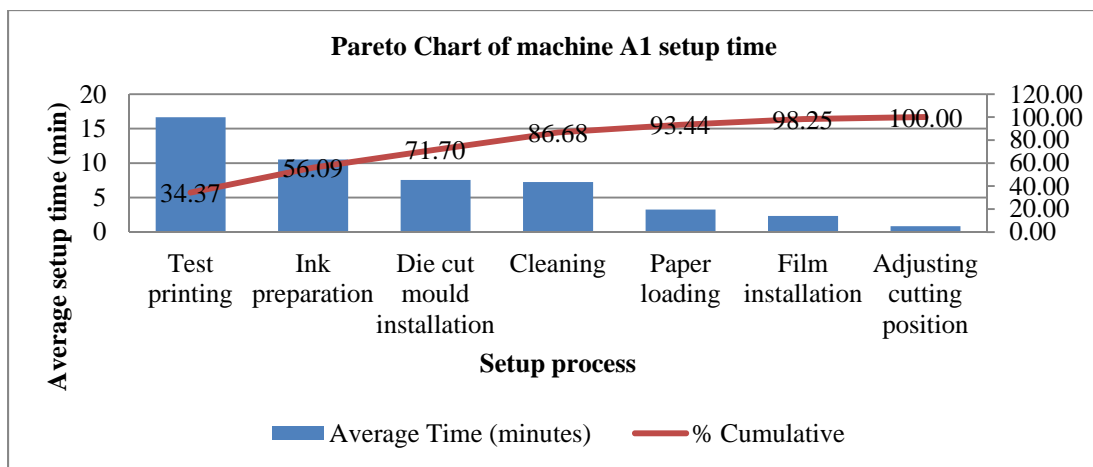 Pareto Chart of machine A1 setup time
Average setup time (min)
20
15
10
5
0
120.00
100.00
80.00
60.00
40.00
20.00
0.00
34.37
56.09
71.70
86.68
93.44
98.25
100.00
Test
printing
Ink
preparation
Die cut
mould
installation
Cleaning
Paper
loading
Film
installation
Adjusting
cutting
position
Setup process
Average Time (minutes)
% Cumulative